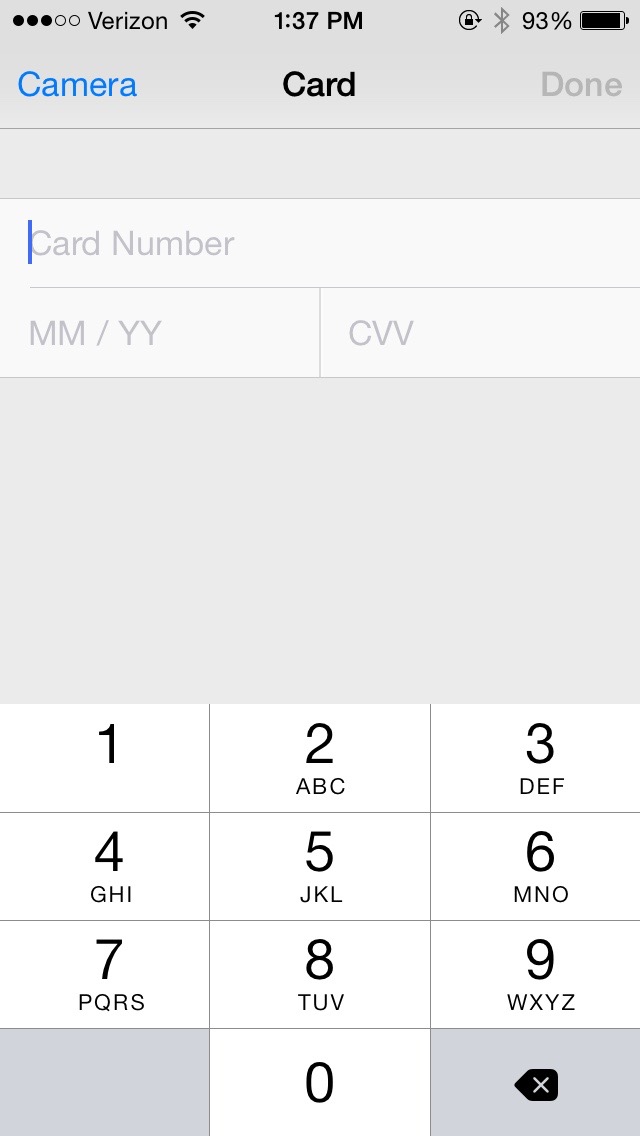 Verizon 1:37 PM 93%
Camera Card Done
Card Number
MM / YY CVV
1 2 3
ABC DEF
4 5 6
GHI JKL MNO
7 8 9
PQRS TUV WXYZ
0